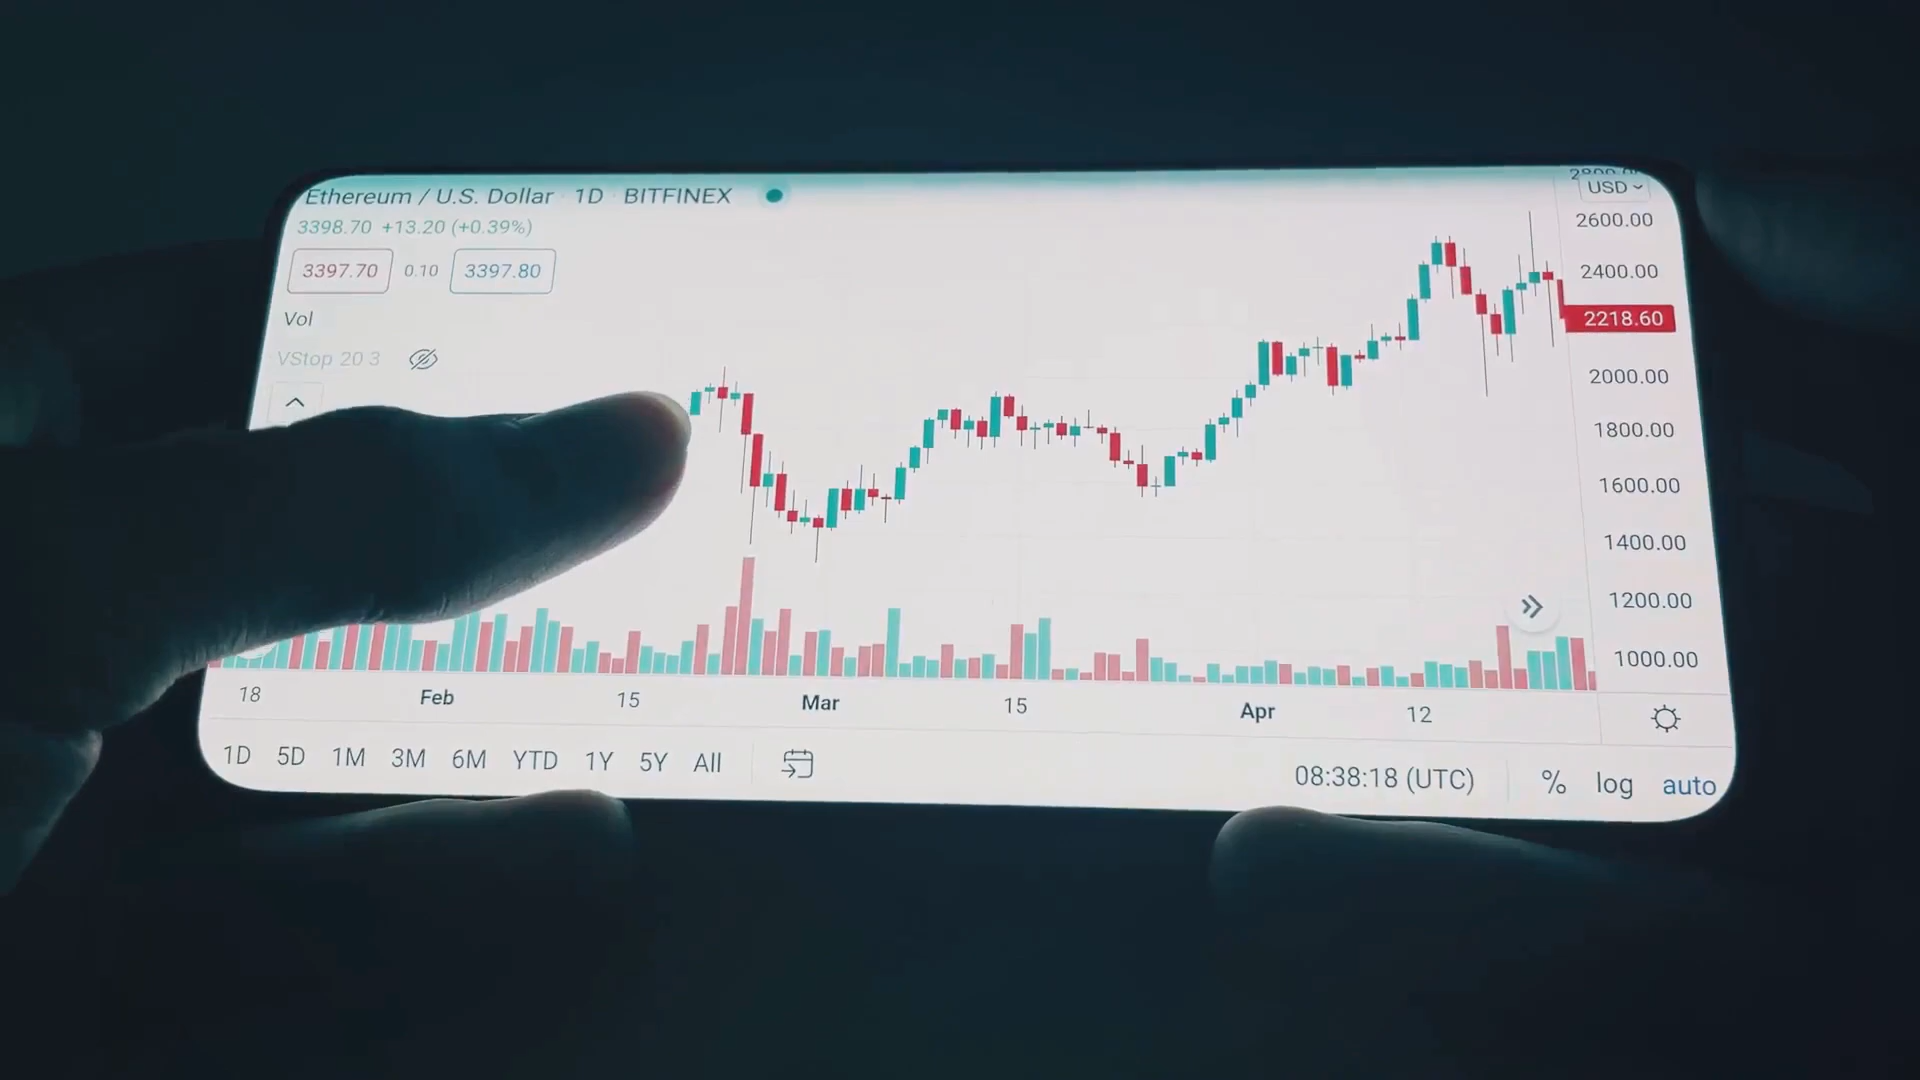 Ethereum / U.S. Dollar · 1D · BITFINEX
3398.70 +13.20 (+0.39%)
3397.70 0.10 3397.80
Vol
VStop 20 3
2800.00
USD
2600.00
2400.00
2218.60
2000.00
1800.00
1600.00
1400.00
1200.00
1000.00
18 Feb 15 Mar 15 Apr 12
1D 5D 1M 3M 6M YTD 1Y 5Y All
08:38:18 (UTC) % log auto